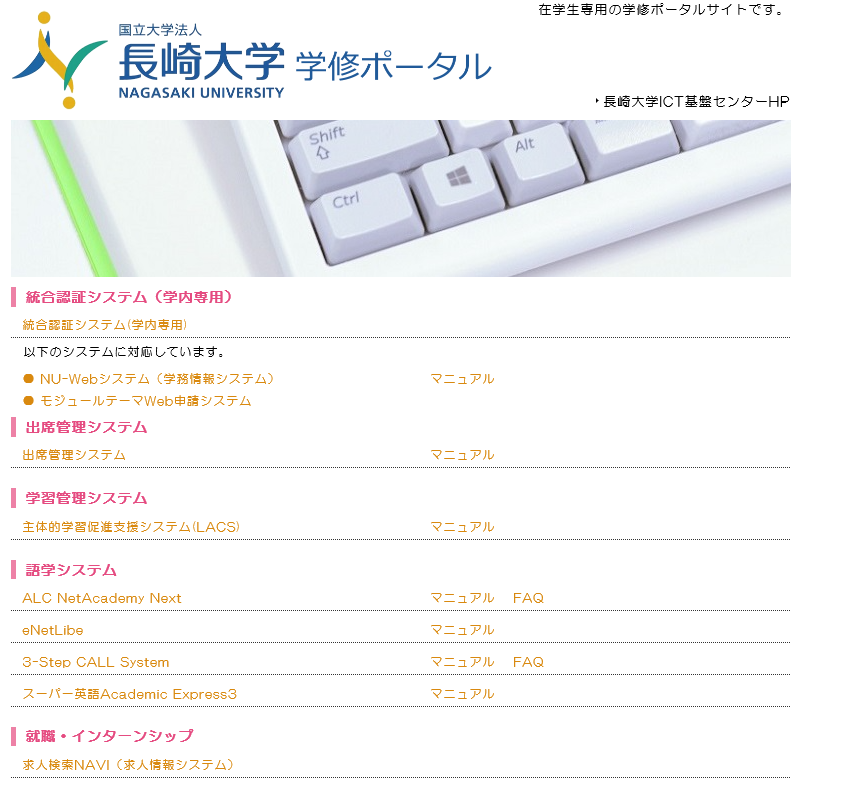 在学生専用の学修ポータルサイトです。
国立大学法人
長崎大学 学修ポータル
NAGASAKI UNIVERSITY
長崎大学ICT基盤センターHP
Shift
Alt
Ctrl
統合認証システム（学内専用）
統合認証システム(学内専用)
以下のシステムに対応しています。
● NU-Webシステム（学務情報システム） マニュアル
● モジュールテーマWeb申請システム
出席管理システム
出席管理システム マニュアル
学習管理システム
主体的学習促進支援システム(LACS) マニュアル
語学システム
ALC NetAcademy Next マニュアル FAQ
eNetLibe マニュアル
3-Step CALL System マニュアル FAQ
スーパー英語Academic Express3 マニュアル
就職・インターンシップ
求人検索NAVI（求人情報システム）